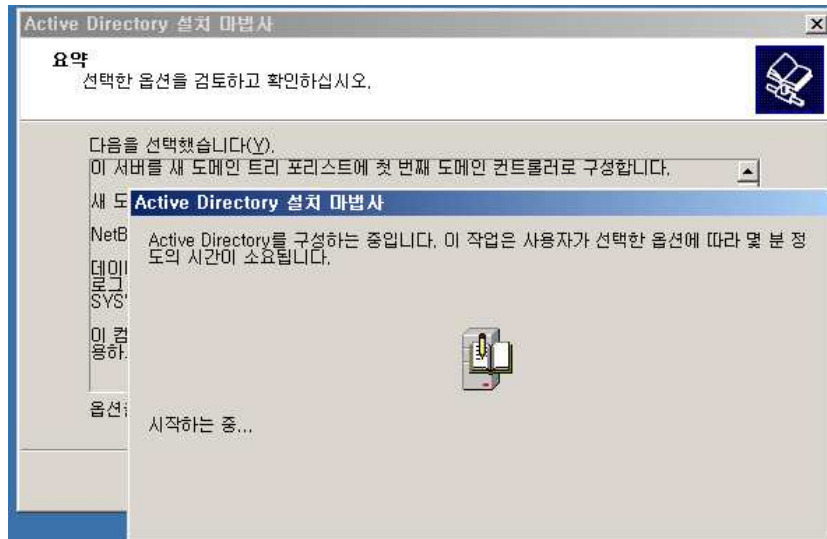 Active Directory 설치 마법사
요약
선택한 옵션을 검토하고 확인하십시오.
다음을 선택했습니다(Y).
이 서버를 새 도메인 트리 포리스트에 첫 번째 도메인 컨트롤러로 구성합니다.
새 도
Active Directory 설치 마법사
NetB
Active Directory를 구성하는 중입니다. 이 작업은 사용자가 선택한 옵션에 따라 몇 분 정
도의 시간이 소요됩니다.
데이
로그
SYS
이 컴
용하.
옵션
시작하는 중...